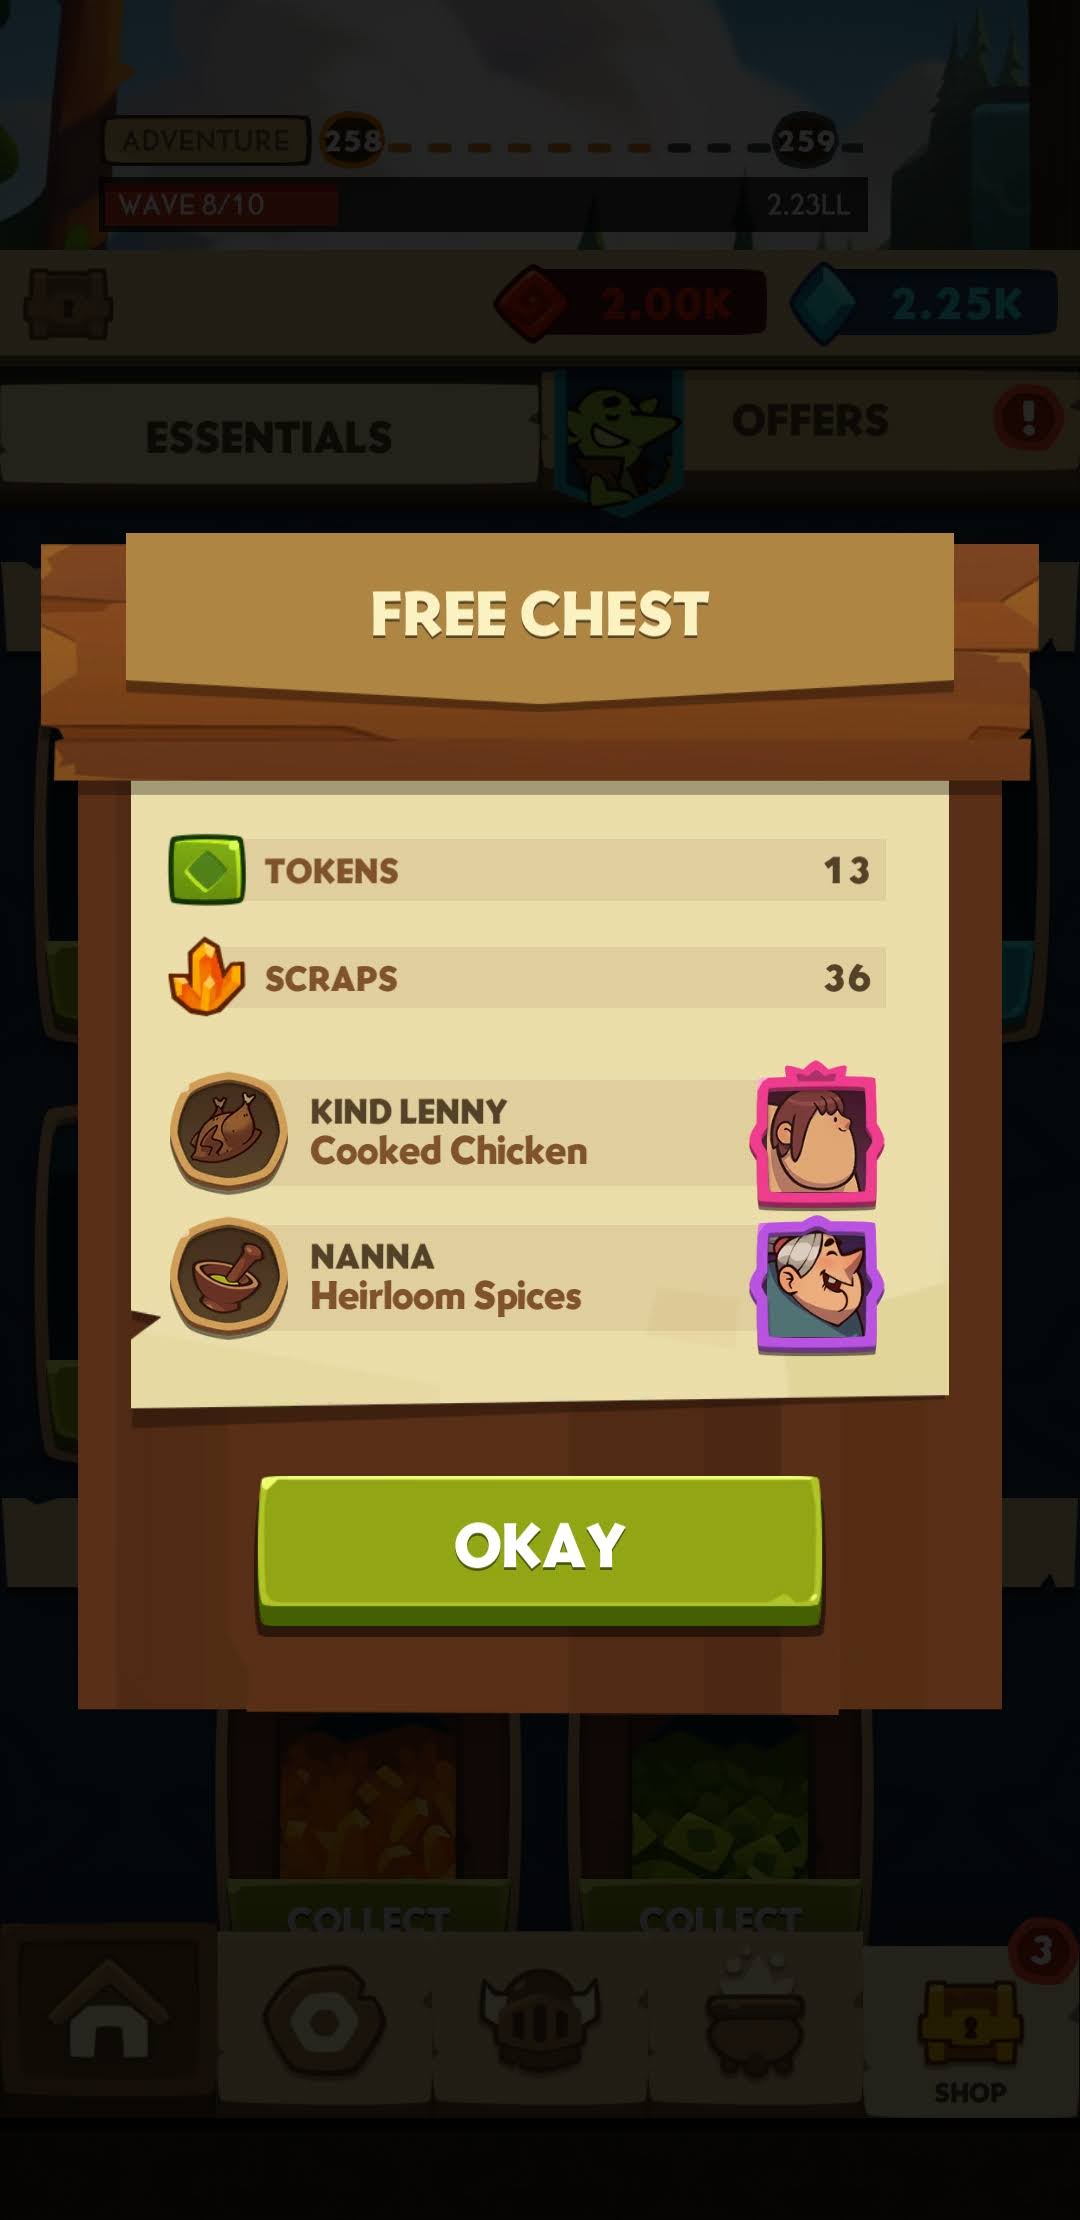 ADVENTURE 258 259
WAVE 8/10 2.23LL
2.00K 2.25K
ESSENTIALS OFFERS !
FREE CHEST
TOKENS 13
SCRAPS 36
KIND LENNY
Cooked Chicken
NANNA
Heirloom Spices
OKAY
COLLECT COLLECT
3
SHOP